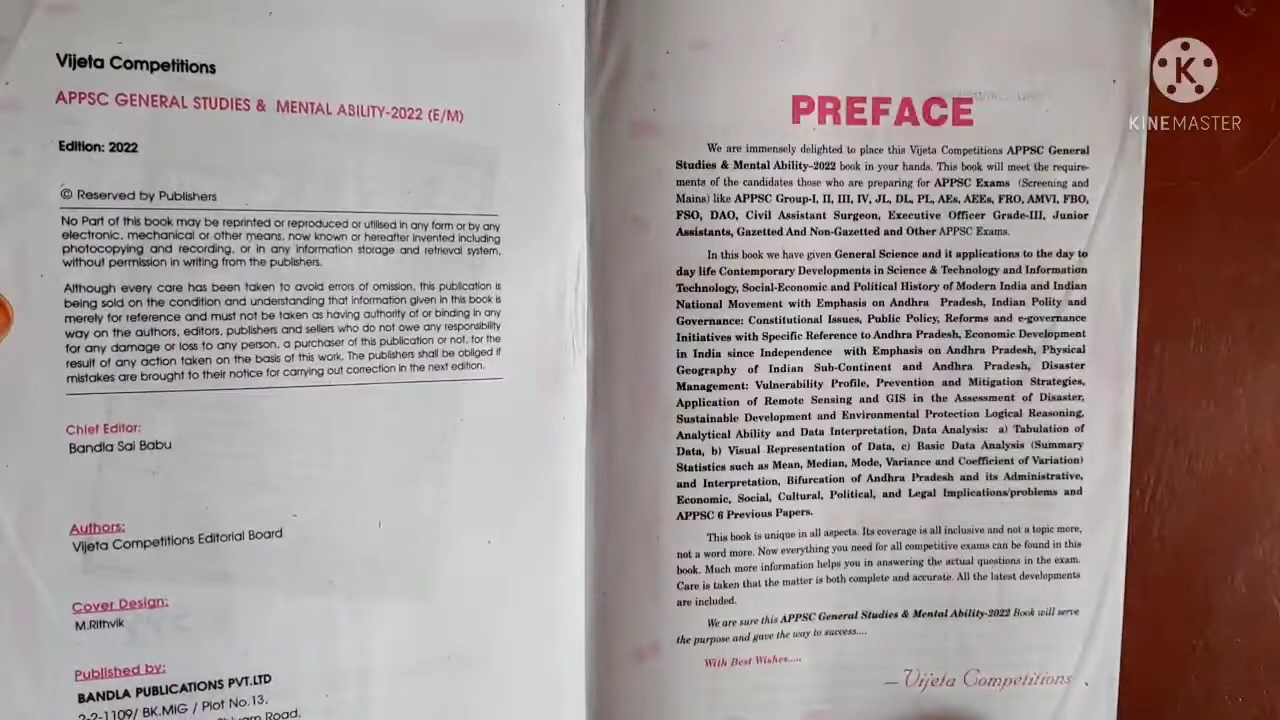 Vijeta Competitions
APPSC GENERAL STUDIES & MENTAL ABILITY-2022 (E/M)
Edition: 2022
© Reserved by Publishers
No Part of this book may be reprinted or reproduced or utilised in any form or by any
electronic, mechanical or other means, now known or hereafter invented including
photocopying and recording, or in any information storage and retrieval system,
without permission in writing from the publishers.
Although every care has been taken to avoid errors of omission, this publication is
being sold on the condition and understanding that information given in this book is
merely for reference and must not be taken as having authority of or binding in any
way on the authors, editors, publishers and sellers who do not owe any responsibility
for any damage or loss to any person, a purchaser of this publication or not, for the
result of any action taken on the basis of this work. The publishers shall be obliged if
mistakes are brought to their notice for carrying out correction in the next edition.
Chief Editor:
Bandla Sai Babu
Authors:
Vijeta Competitions Editorial Board
Cover Design:
M.Rithvik
Published by:
BANDLA PUBLICATIONS PVT.LTD
2-2-1109/ BK.MIG / Plot No.13,
Road,
PREFACE
We are immensely delighted to place this Vijeta Competitions APPSC General
Studies & Mental Ability–2022 book in your hands. This book will meet the require-
ments of the candidates those who are preparing for APPSC Exams (Screening and
Mains) like APPSC Group-I, II, III, IV, JL, DL, PL, AEs, AEEs, FRO, AMVI, FBO,
FSO, DAO, Civil Assistant Surgeon, Executive Officer Grade-III, Junior
Assistants, Gazetted And Non-Gazetted and Other APPSC Exams.
In this book we have given General Science and it applications to the day to
day life Contemporary Developments in Science & Technology and Information
Technology, Social-Economic and Political History of Modern India and Indian
National Movement with Emphasis on Andhra Pradesh, Indian Polity and
Governance: Constitutional Issues, Public Policy, Reforms and e-governance
Initiatives with Specific Reference to Andhra Pradesh, Economic Development
in India since Independence with Emphasis on Andhra Pradesh, Physical
Geography of Indian Sub-Continent and Andhra Pradesh, Disaster
Management: Vulnerability Profile, Prevention and Mitigation Strategies,
Application of Remote Sensing and GIS in the Assessment of Disaster,
Sustainable Development and Environmental Protection Logical Reasoning,
Analytical Ability and Data Interpretation, Data Analysis: a) Tabulation of
Data, b) Visual Representation of Data, c) Basic Data Analysis (Summary
Statistics such as Mean, Median, Mode, Variance and Coefficient of Variation)
and Interpretation, Bifurcation of Andhra Pradesh and its Administrative,
Economic, Social, Cultural, Political, and Legal Implications/problems and
APPSC 6 Previous Papers.
This book is unique in all aspects. Its coverage is all inclusive and not a topic more,
not a word more. Now everything you need for all competitive exams can be found in this
book. Much more information helps you in answering the actual questions in the exam.
Care is taken that the matter is both complete and accurate. All the latest developments
are included.
We are sure this APPSC General Studies & Mental Ability-2022 Book will serve
the purpose and gave the way to success....
With Best Wishes.....
— Vijeta Competitions
K
KINEMASTER